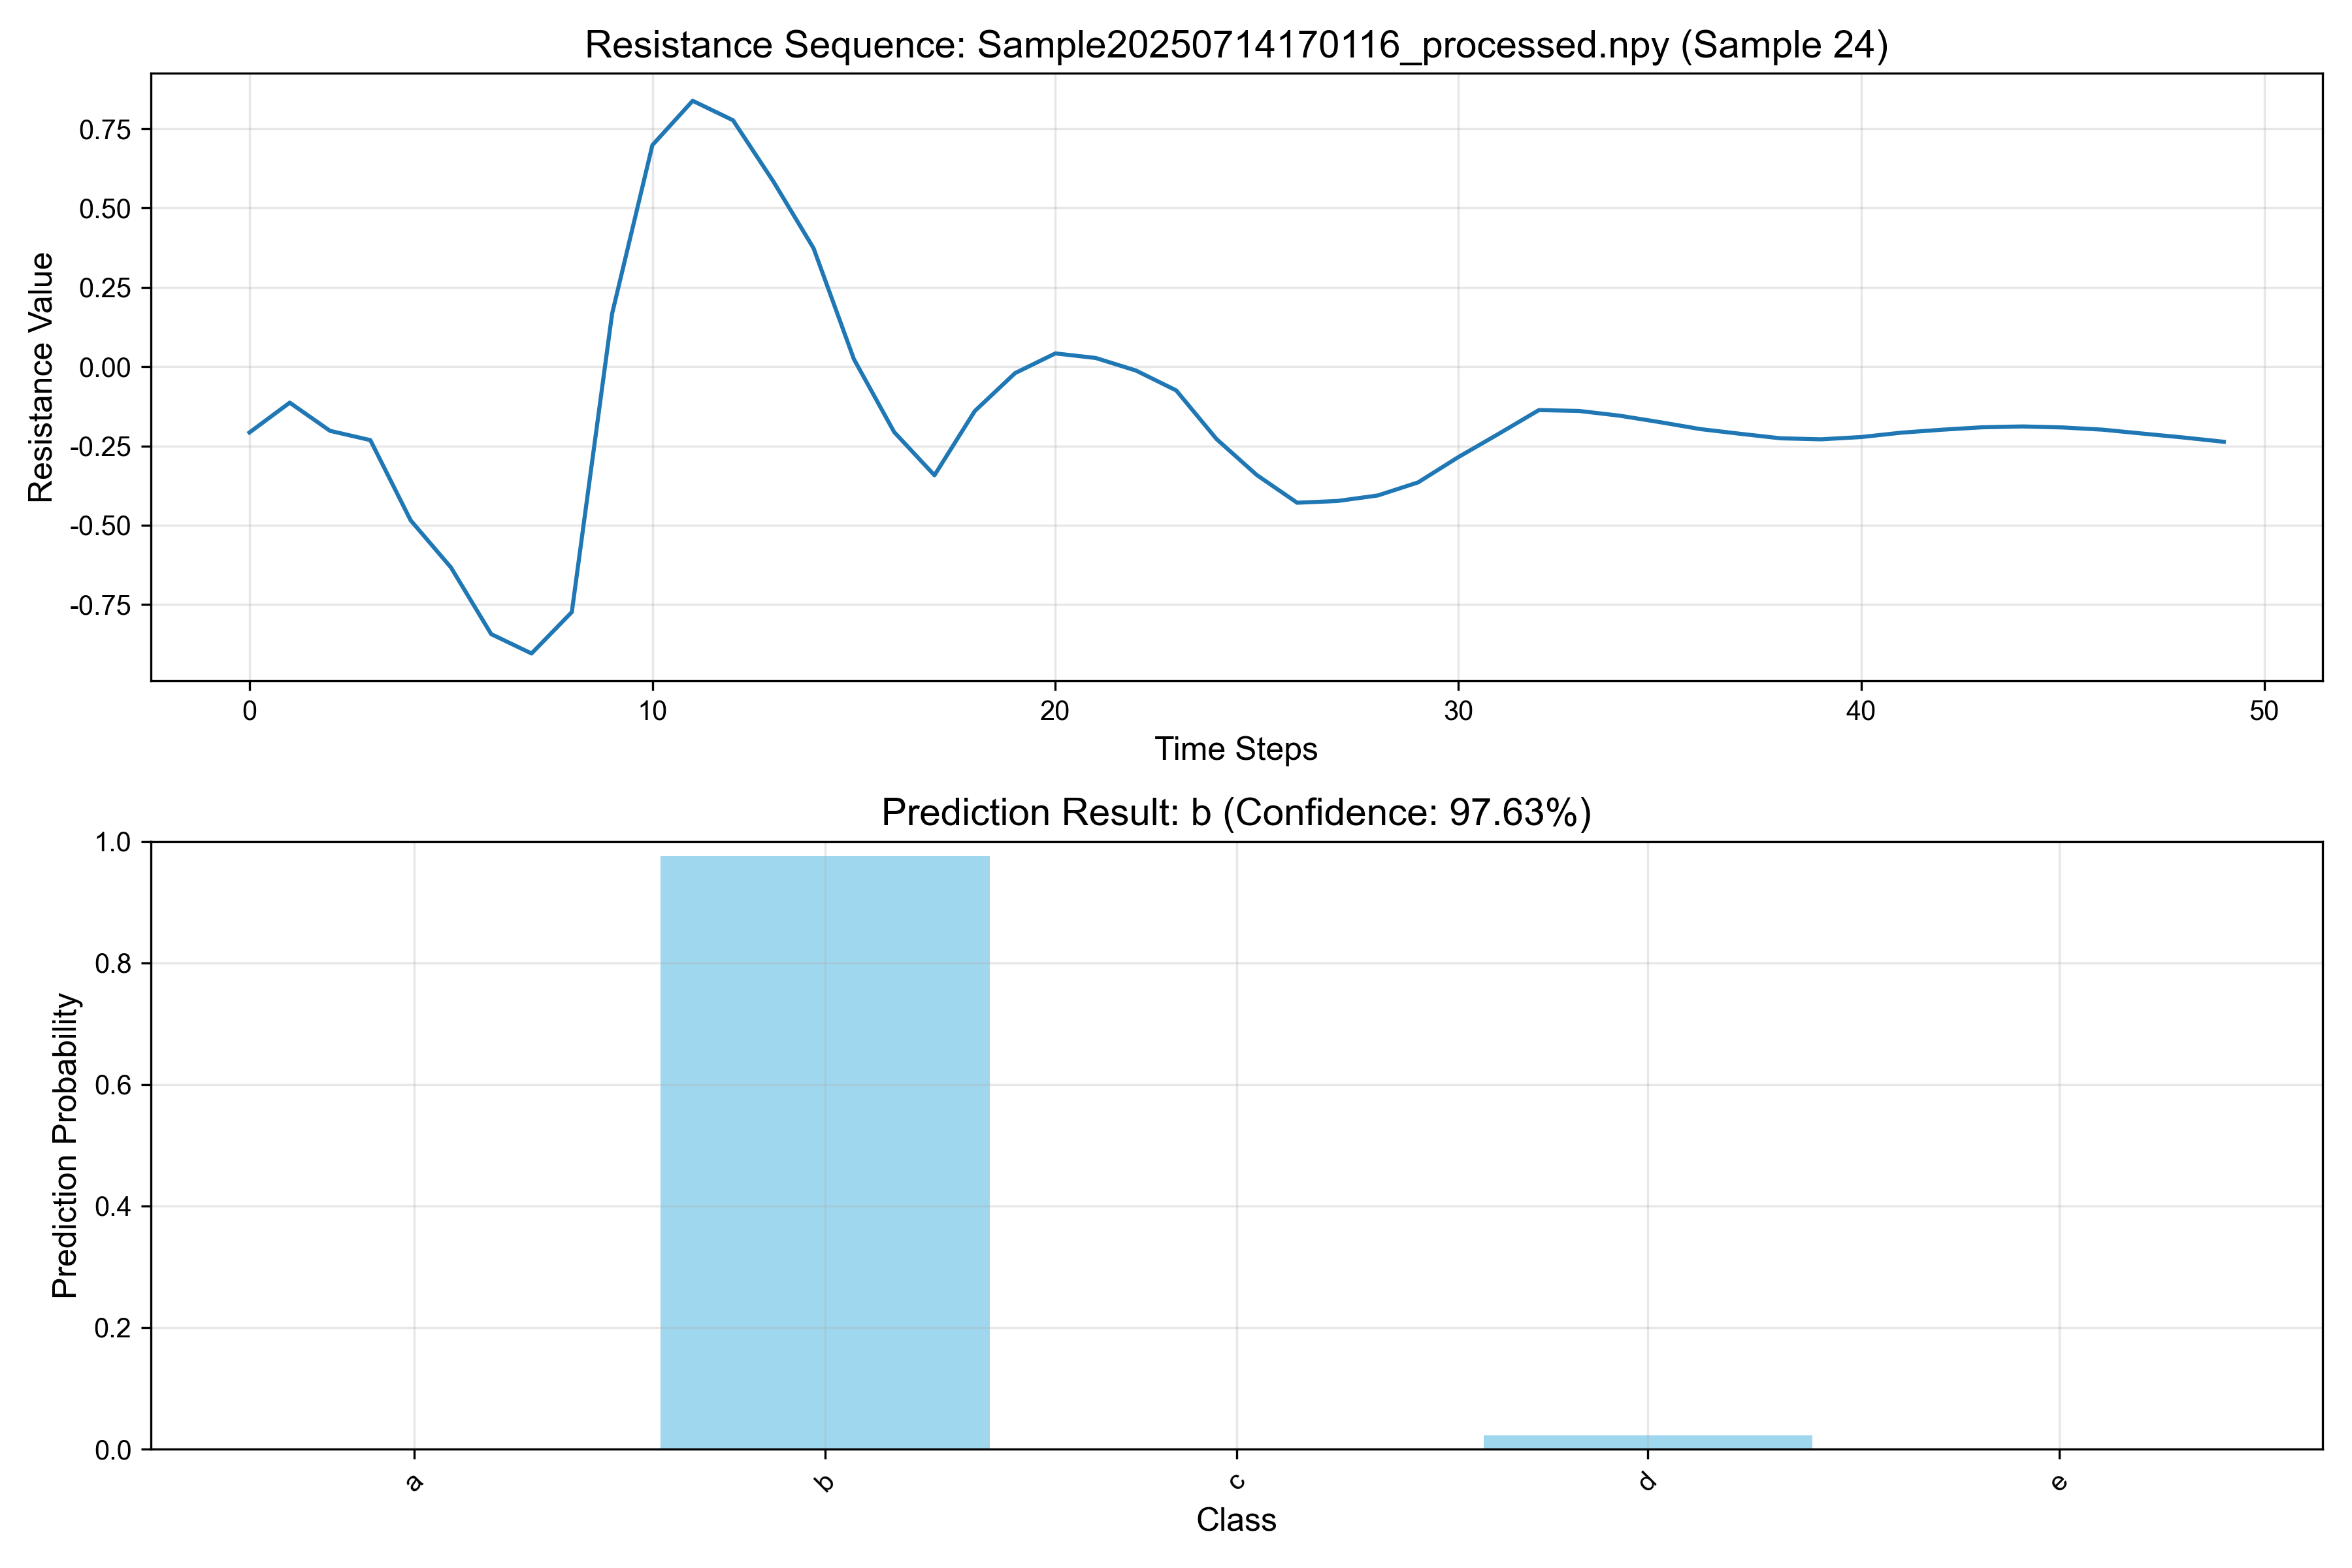 Resistance Sequence: Sample20250714170116_processed.npy (Sample 24)
Resistance Value
0.75
0.50
0.25
0.00
-0.25
-0.50
-0.75
0 10 20 30 40 50
Time Steps
Prediction Result: b (Confidence: 97.63%)
Prediction Probability
1.0
0.8
0.6
0.4
0.2
0.0
a b c d e
Class